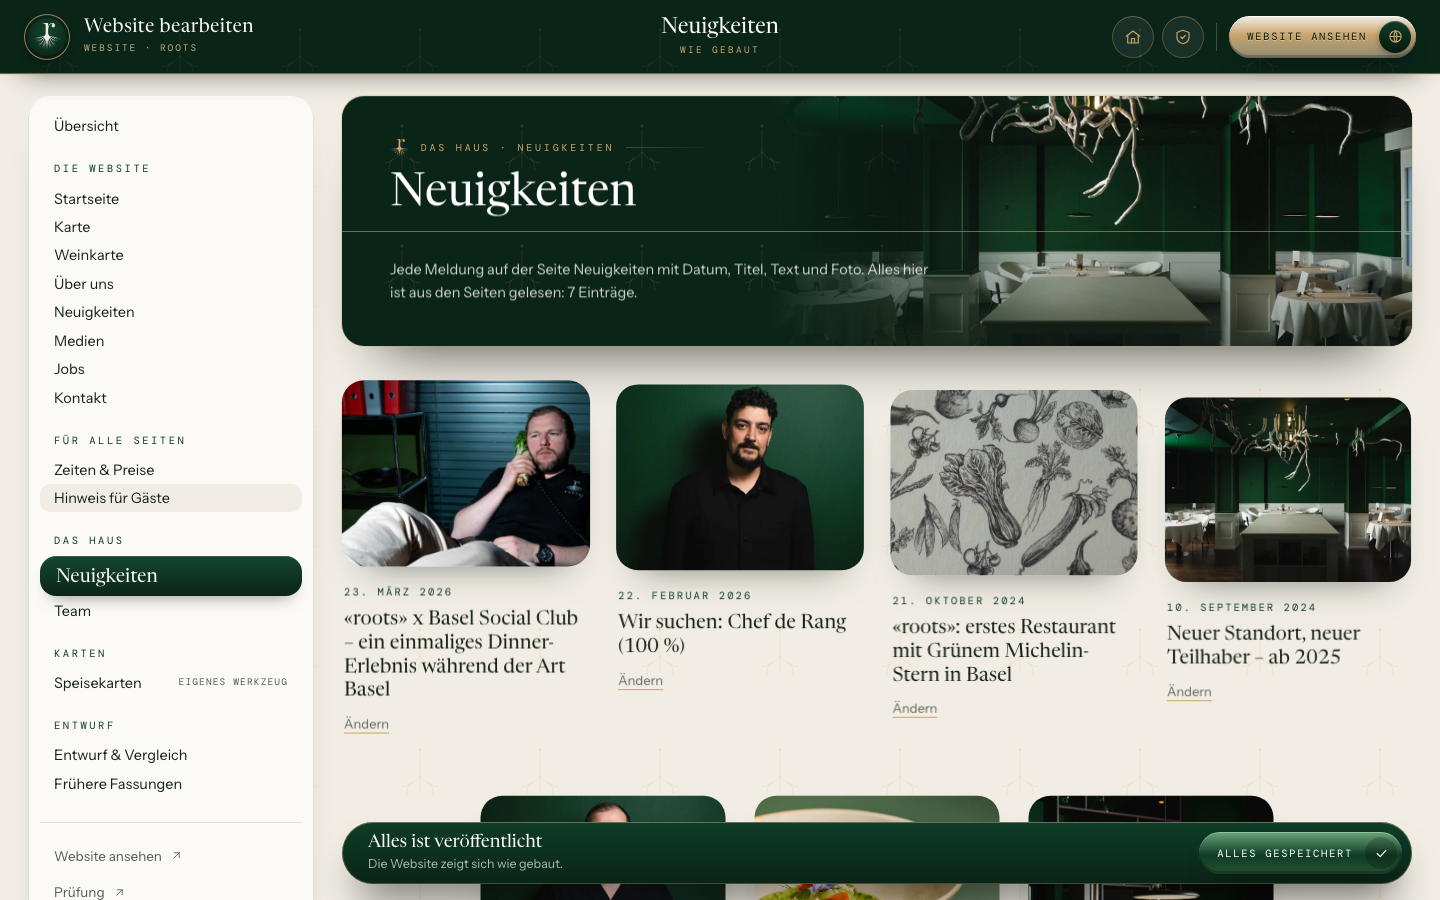 Website bearbeiten
WEBSITE · ROOTS
Neuigkeiten
WIE GEBAUT
WEBSITE ANSEHEN
Übersicht
DIE WEBSITE
Startseite
Karte
Weinkarte
Über uns
Neuigkeiten
Medien
Jobs
Kontakt
FÜR ALLE SEITEN
Zeiten & Preise
Hinweis für Gäste
DAS HAUS
Neuigkeiten
Team
KARTEN
Speisekarten EIGENES WERKZEUG
ENTWURF
Entwurf & Vergleich
Frühere Fassungen
Website ansehen
Prüfung
DAS HAUS · NEUIGKEITEN
Neuigkeiten
Jede Meldung auf der Seite Neuigkeiten mit Datum, Titel, Text und Foto. Alles hier
ist aus den Seiten gelesen: 7 Einträge.
23. MÄRZ 2026
«roots» x Basel Social Club
– ein einmaliges Dinner-
Erlebnis während der Art
Basel
Ändern
22. FEBRUAR 2026
Wir suchen: Chef de Rang
(100 %)
Ändern
21. OKTOBER 2024
«roots»: erstes Restaurant
mit Grünem Michelin-
Stern in Basel
Ändern
10. SEPTEMBER 2024
Neuer Standort, neuer
Teilhaber – ab 2025
Ändern
Alles ist veröffentlicht
Die Website zeigt sich wie gebaut.
ALLES GESPEICHERT